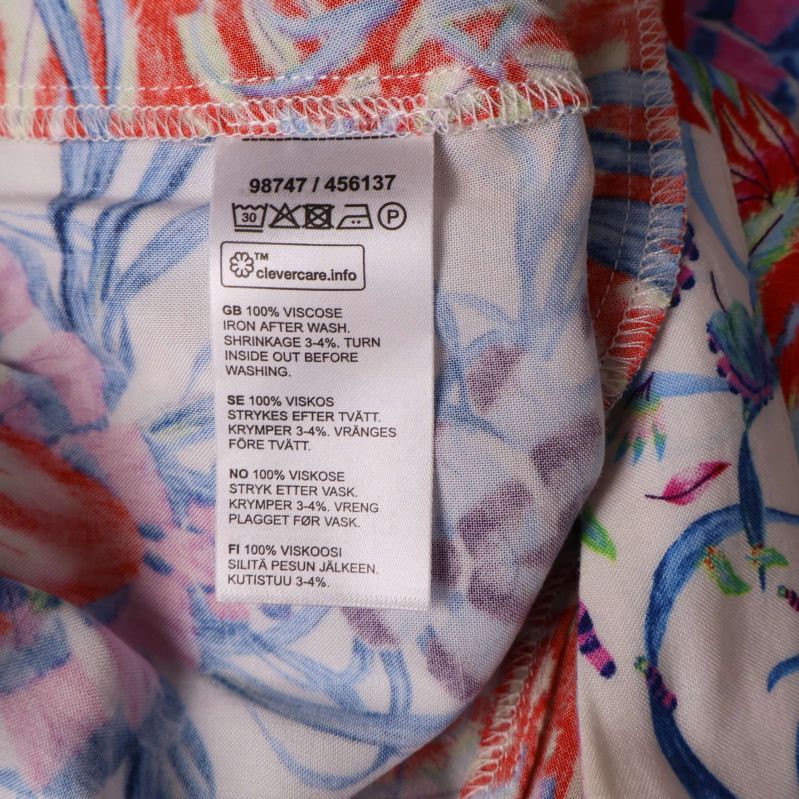 98747 / 456137
30 P
™
clevercare.info
GB 100% VISCOSE
IRON AFTER WASH.
SHRINKAGE 3-4%. TURN
INSIDE OUT BEFORE
WASHING.
SE 100% VISKOS
STRYKES EFTER TVÄTT.
KRYMPER 3-4%. VRÄNGES
FÖRE TVÄTT.
NO 100% VISKOSE
STRYK ETTER VASK.
KRYMPER 3-4%. VRENG
PLAGGET FØR VASK.
FI 100% VISKOOSI
SILITÄ PESUN JÄLKEEN.
KUTISTUU 3-4%.